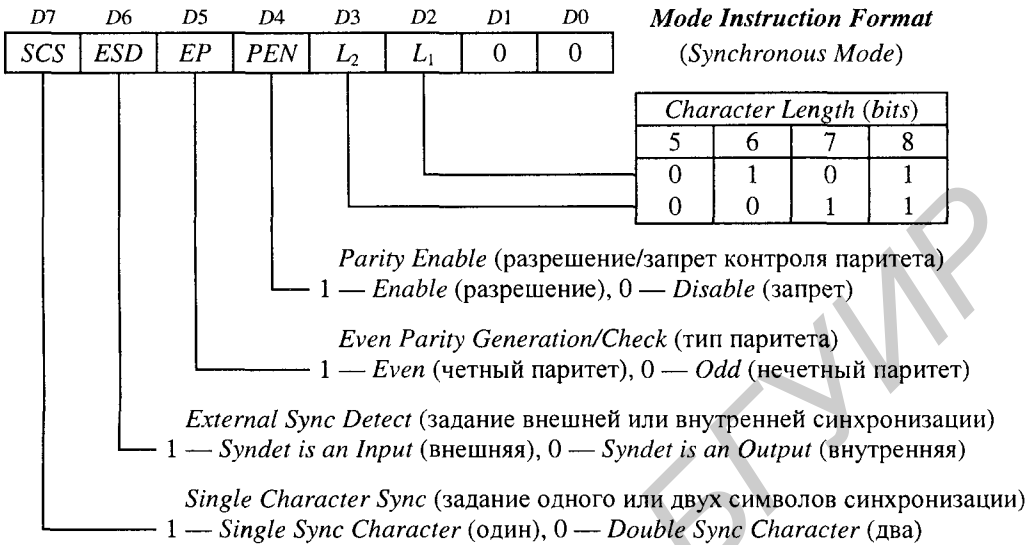 D7 D6 D5 D4 D3 D2 D1 D0 Mode Instruction Format
SCS ESD EP PEN L₂ L₁ 0 0 (Synchronous Mode)
Character Length (bits)
5 6 7 8
0 1 0 1
0 0 1 1
Parity Enable (разрешение/запрет контроля паритета)
1 — Enable (разрешение), 0 — Disable (запрет)
Even Parity Generation/Check (тип паритета)
1 — Even (четный паритет), 0 — Odd (нечетный паритет)
External Sync Detect (задание внешней или внутренней синхронизации)
1 — Syndet is an Input (внешняя), 0 — Syndet is an Output (внутренняя)
Single Character Sync (задание одного или двух символов синхронизации)
1 — Single Sync Character (один), 0 — Double Sync Character (два)
БГУИР